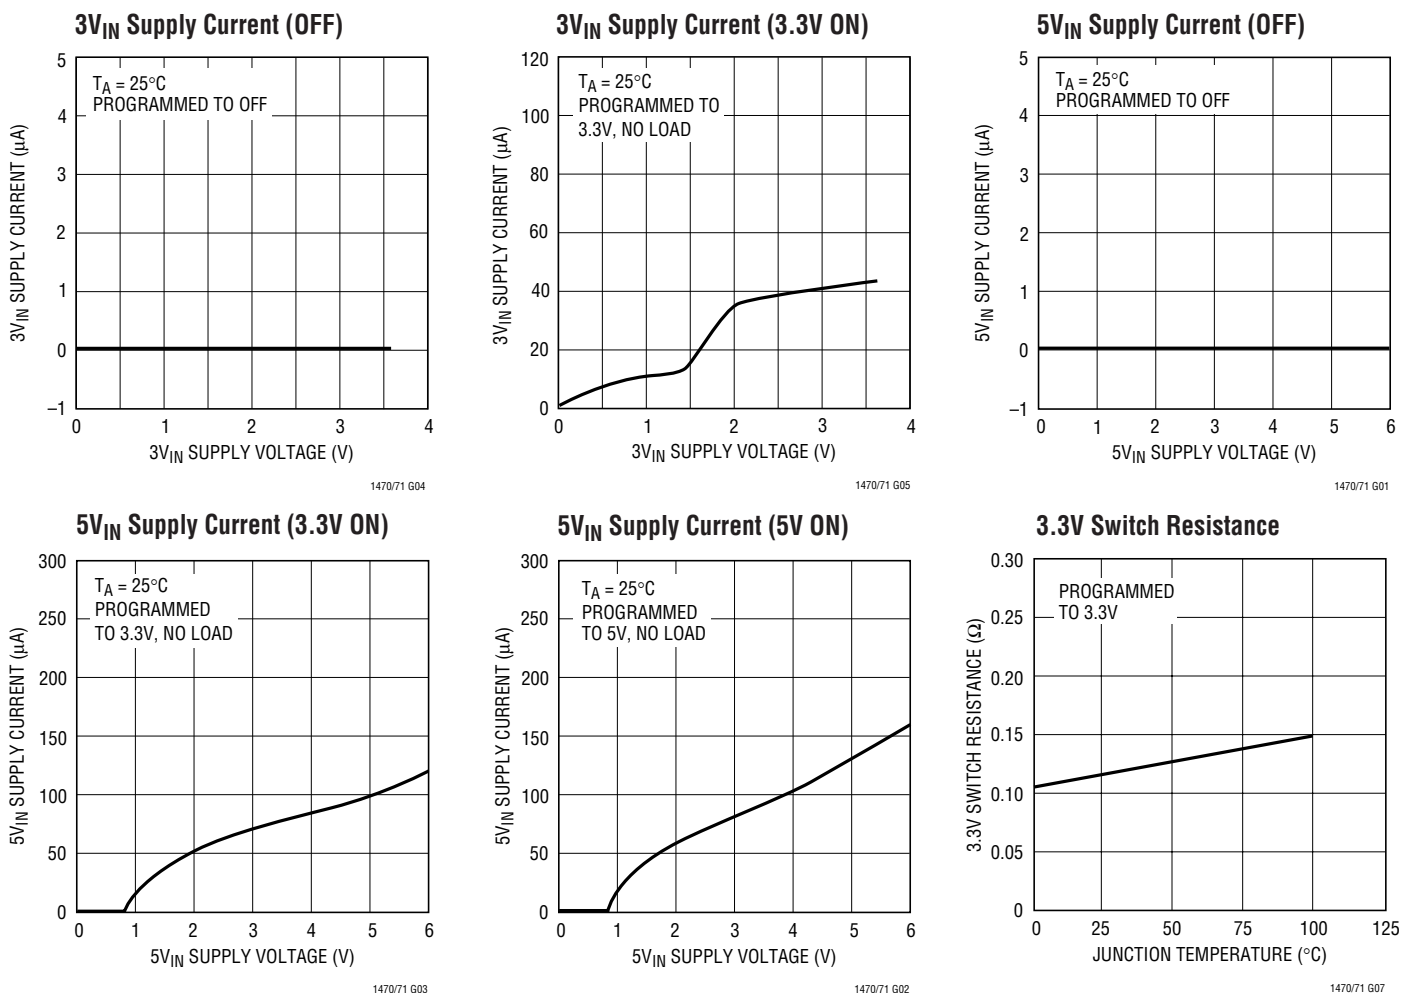 3VIN Supply Current (OFF)
5
4
3
2
1
0
–1
3VIN SUPPLY CURRENT (µA)
TA = 25°C
PROGRAMMED TO OFF
0 1 2 3 4
3VIN SUPPLY VOLTAGE (V)
1470/71 G04
3VIN Supply Current (3.3V ON)
120
100
80
60
40
20
0
3VIN SUPPLY CURRENT (µA)
TA = 25°C
PROGRAMMED TO
3.3V, NO LOAD
0 1 2 3 4
3VIN SUPPLY VOLTAGE (V)
1470/71 G05
5VIN Supply Current (OFF)
5
4
3
2
1
0
–1
5VIN SUPPLY CURRENT (µA)
TA = 25°C
PROGRAMMED TO OFF
0 1 2 3 4 5 6
5VIN SUPPLY VOLTAGE (V)
1470/71 G01
5VIN Supply Current (3.3V ON)
300
250
200
150
100
50
0
5VIN SUPPLY CURRENT (µA)
TA = 25°C
PROGRAMMED
TO 3.3V, NO LOAD
0 1 2 3 4 5 6
5VIN SUPPLY VOLTAGE (V)
1470/71 G03
5VIN Supply Current (5V ON)
300
250
200
150
100
50
0
5VIN SUPPLY CURRENT (µA)
TA = 25°C
PROGRAMMED
TO 5V, NO LOAD
0 1 2 3 4 5 6
5VIN SUPPLY VOLTAGE (V)
1470/71 G02
3.3V Switch Resistance
0.30
0.25
0.20
0.15
0.10
0.05
0
3.3V SWITCH RESISTANCE (Ω)
PROGRAMMED
TO 3.3V
0 25 50 75 100 125
JUNCTION TEMPERATURE (°C)
1470/71 G07